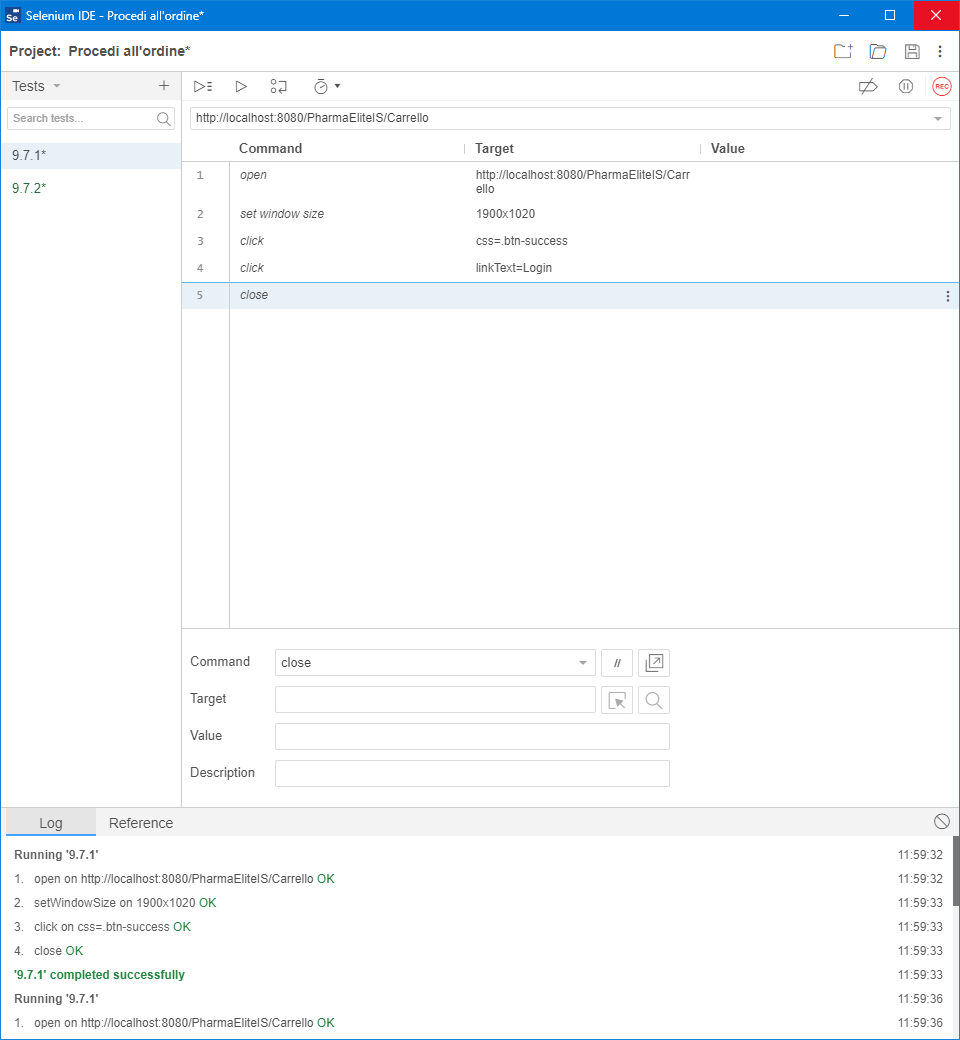 Selenium IDE - Procedi all'ordine*
Project: Procedi all'ordine*
Tests
REC
Search tests...
http://localhost:8080/PharmaEliteIS/Carrello
9.7.1*
9.7.2*
Command Target Value
1 open http://localhost:8080/PharmaEliteIS/Carr
ello
2 set window size 1900x1020
3 click css=.btn-success
4 click linkText=Login
5 close
Command close //
Target
Value
Description
Log Reference
Running '9.7.1' 11:59:32
1. open on http://localhost:8080/PharmaEliteIS/Carrello OK 11:59:32
2. setWindowSize on 1900x1020 OK 11:59:33
3. click on css=.btn-success OK 11:59:33
4. close OK 11:59:33
'9.7.1' completed successfully 11:59:33
Running '9.7.1' 11:59:36
1. open on http://localhost:8080/PharmaEliteIS/Carrello OK 11:59:36